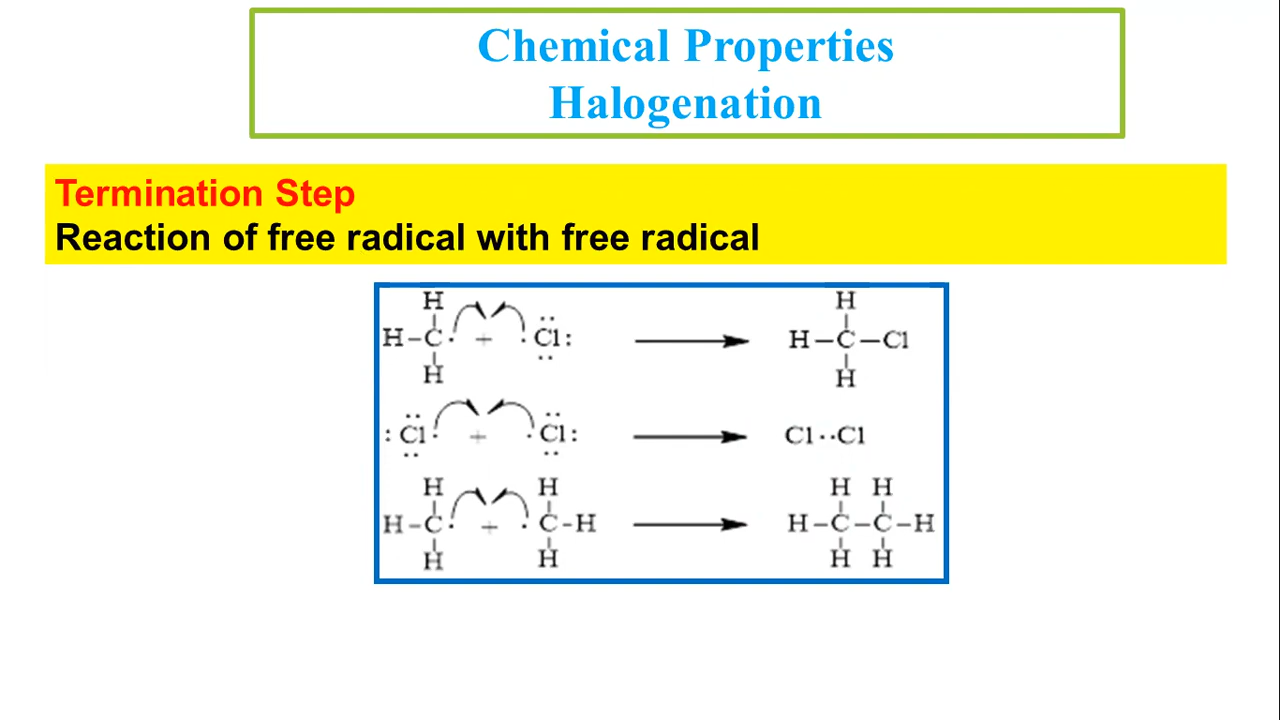 Chemical Properties
Halogenation
Termination Step
Reaction of free radical with free radical
H H
H–C· + ·Cl: ⟶ H–C–Cl
H H
:Cl· + ·Cl: ⟶ Cl··Cl
H H H H
H–C· + ·C-H ⟶ H–C–C–H
H H H H